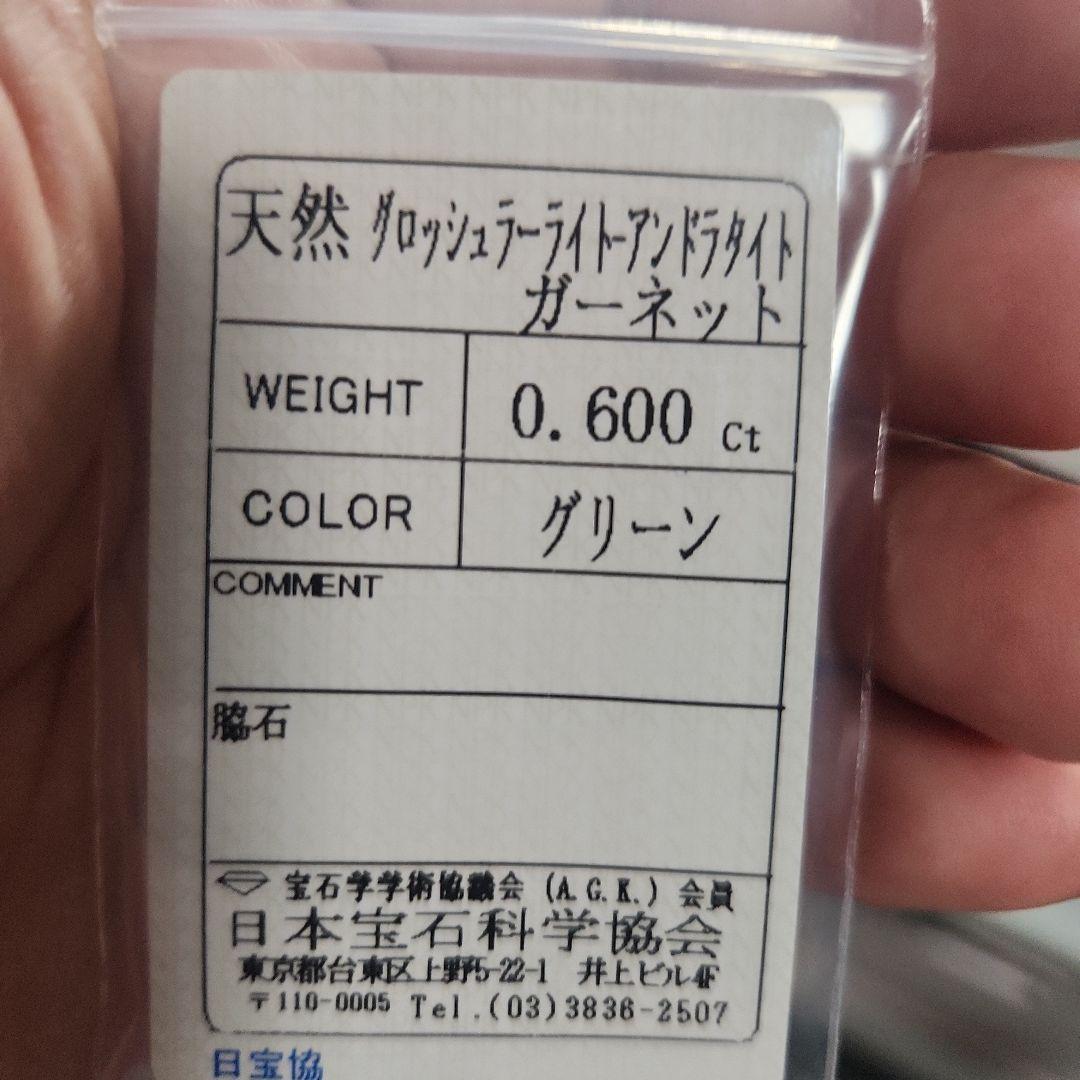 天然 グロッシュラーライト-アンドラダイト
ガーネット
WEIGHT 0.600 Ct
COLOR グリーン
COMMENT
脇石
宝石学学術協議会 (A.G.K.) 会員
日本宝石科学協会
東京都台東区上野5-22-1 井上ビル4F
〒110-0005 Tel.(03)3836-2507
日宝協